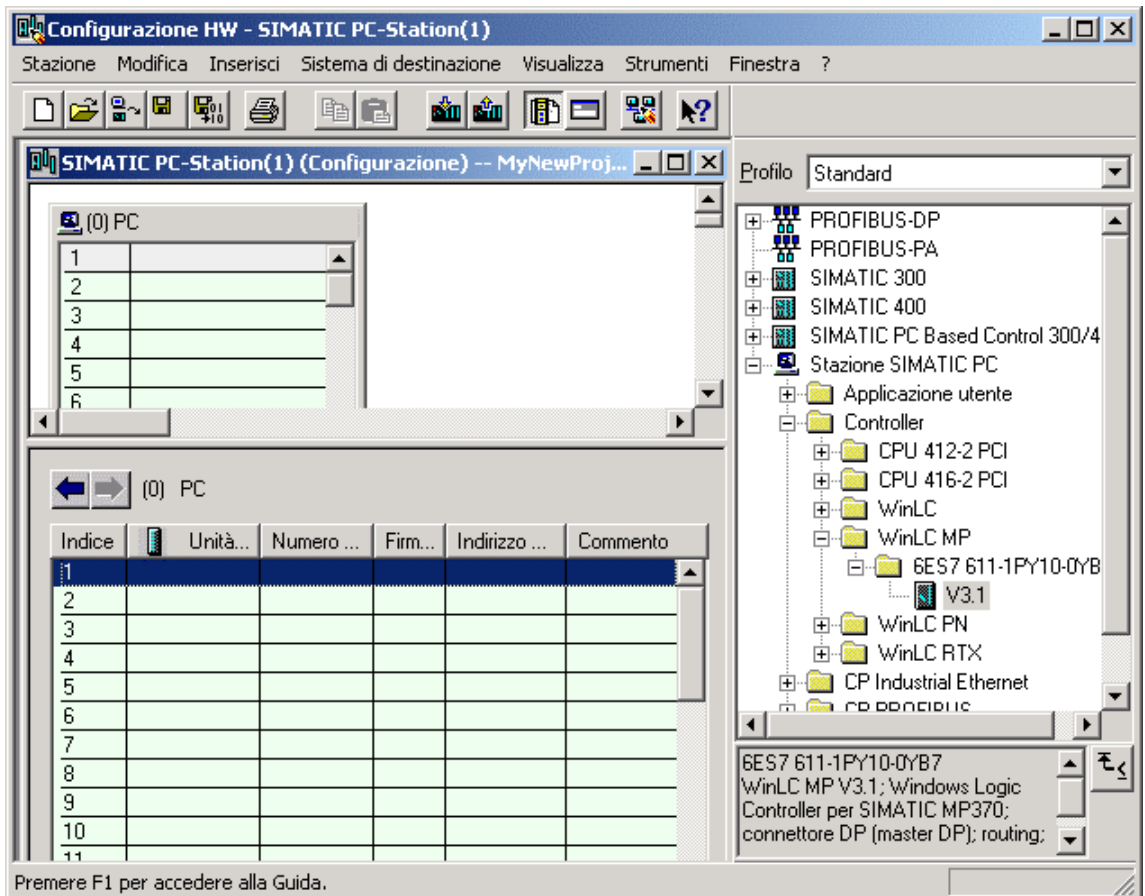 Configurazione HW - SIMATIC PC-Station(1)
Stazione Modifica Inserisci Sistema di destinazione Visualizza Strumenti Finestra ?
SIMATIC PC-Station(1) (Configurazione) -- MyNewProj...
(0) PC
1
2
3
4
5
6
(0) PC
Indice Unità... Numero ... Firm... Indirizzo ... Commento
1
2
3
4
5
6
7
8
9
10
11
Profilo Standard
PROFIBUS-DP
PROFIBUS-PA
SIMATIC 300
SIMATIC 400
SIMATIC PC Based Control 300/4
Stazione SIMATIC PC
Applicazione utente
Controller
CPU 412-2 PCI
CPU 416-2 PCI
WinLC
WinLC MP
6ES7 611-1PY10-0YB
V3.1
WinLC PN
WinLC RTX
CP Industrial Ethernet
CP PROFIBUS
6ES7 611-1PY10-0YB7
WinLC MP V3.1; Windows Logic
Controller per SIMATIC MP370;
connettore DP (master DP); routing;
Premere F1 per accedere alla Guida.